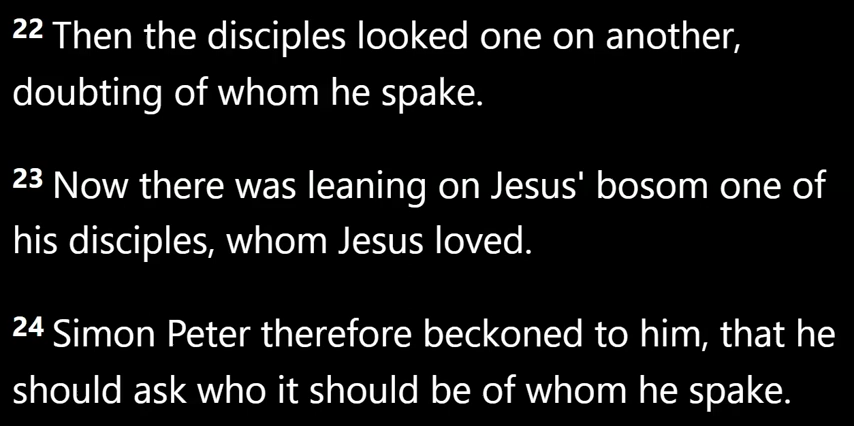 22 Then the disciples looked one on another,
doubting of whom he spake.
23 Now there was leaning on Jesus' bosom one of
his disciples, whom Jesus loved.
24 Simon Peter therefore beckoned to him, that he
should ask who it should be of whom he spake.